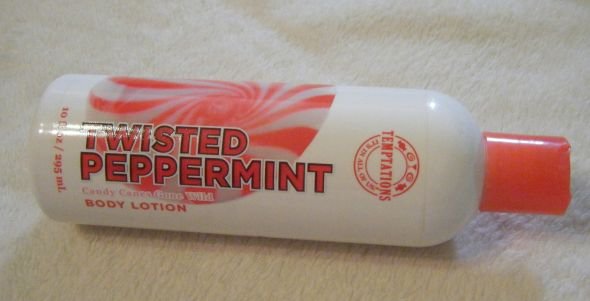 TWISTED
PEPPERMINT
Candy Canes Gone Wild
BODY LOTION
10 fl oz / 295 mL
TEMPTATIONS